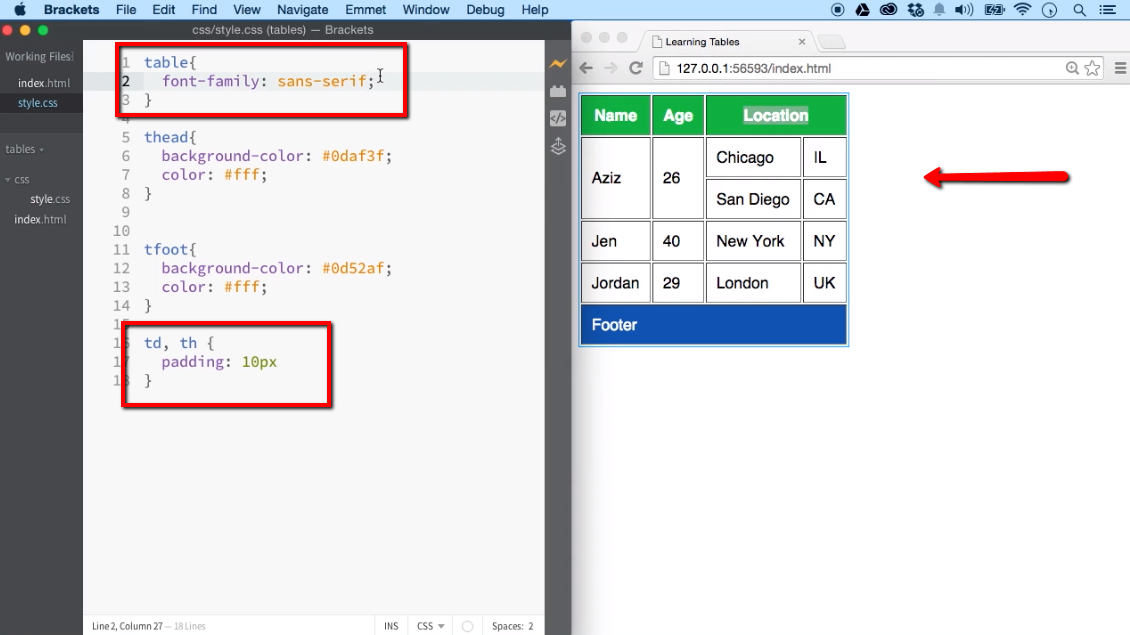 Brackets File Edit Find View Navigate Emmet Window Debug Help
css/style.css (tables) — Brackets
Working Files
index.html
style.css
tables
css
style.css
index.html
1 table{
2 font-family: sans-serif;
3 }
4
5 thead{
6 background-color: #0daf3f;
7 color: #fff;
8 }
9
10
11 tfoot{
12 background-color: #0d52af;
13 color: #fff;
14 }
15
16 td, th {
17 padding: 10px
18 }
Line 2, Column 27 — 18 Lines
INS CSS Spaces: 2
Learning Tables
127.0.0.1:56593/index.html
Name Age Location
Aziz 26 Chicago IL
San Diego CA
Jen 40 New York NY
Jordan 29 London UK
Footer